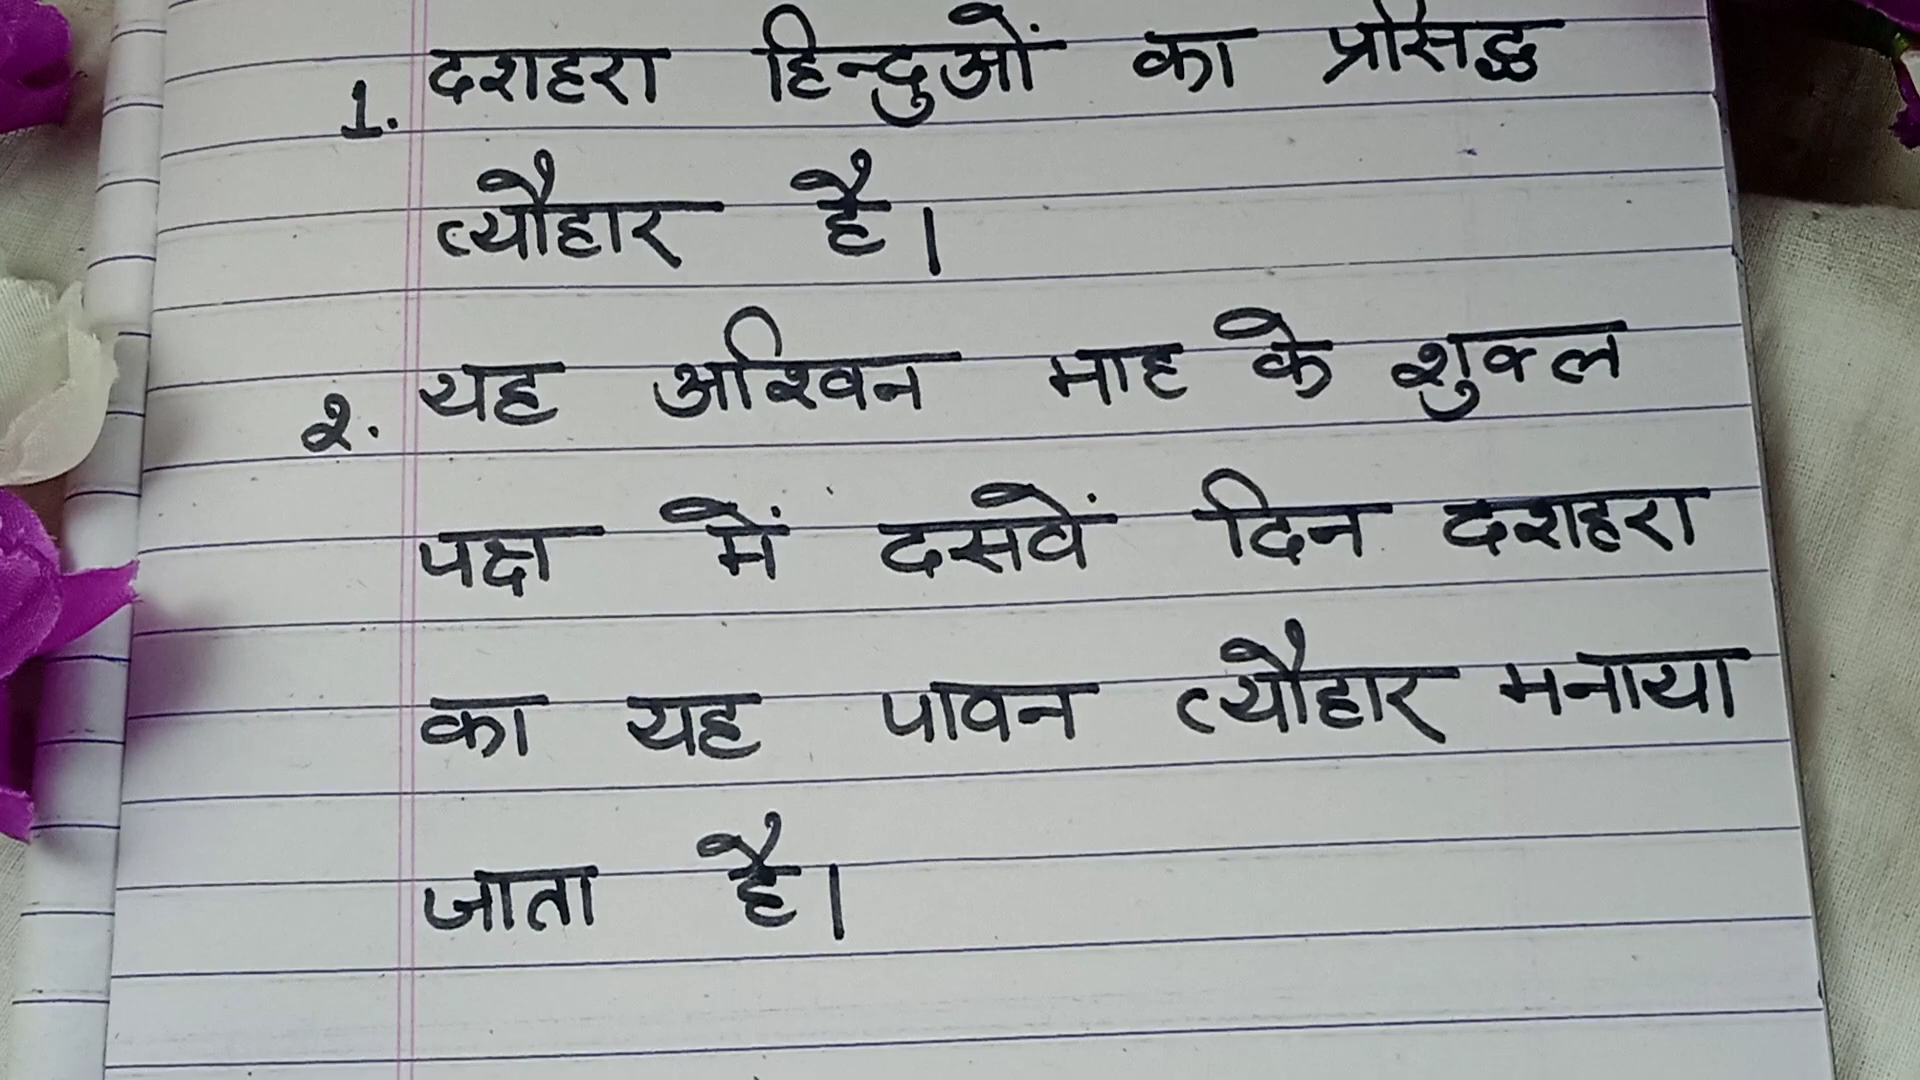 1. दशहरा हिन्दुओं का प्रसिद्ध
त्यौहार है।
2. यह अश्विन माह के शुक्ल
पक्ष में दसवें दिन दशहरा
का यह पावन त्यौहार मनाया
जाता है।